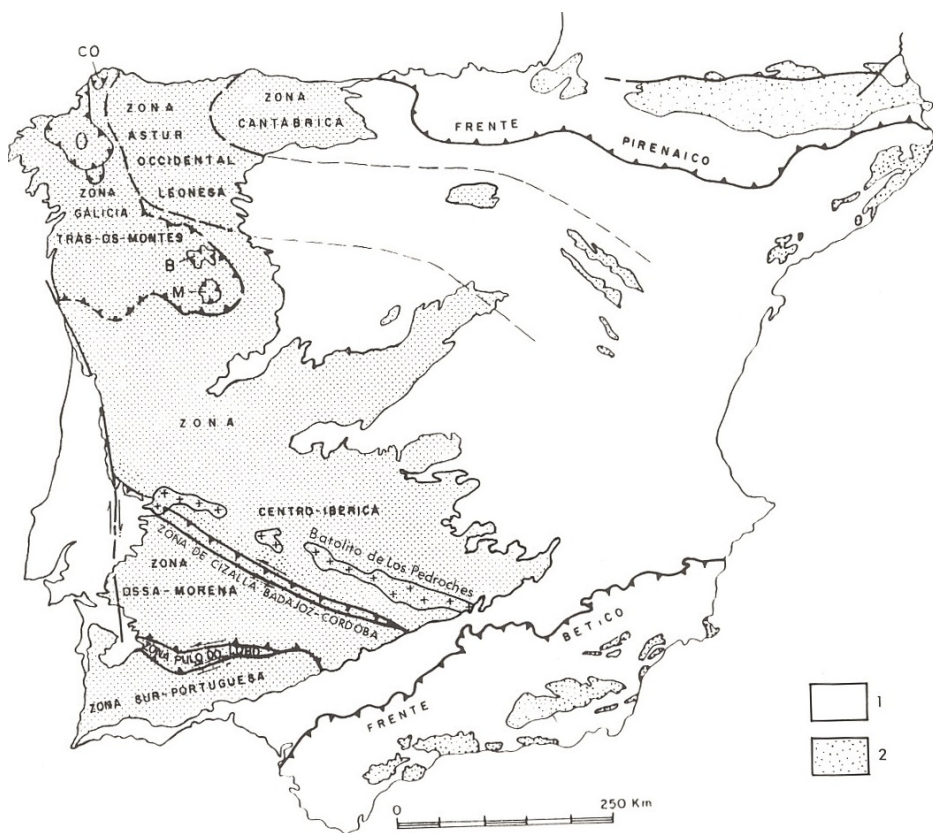 CO
ZONA
ASTUR
OCCIDENTAL
LEONESA
ZONA
CANTABRICA
FRENTE
PIRENAICO
O
ZONA
GALICIA
TRAS-OS-MONTES
B
M
ZONA
CENTRO-IBERICA
Batolito de Los Pedroches
ZONA DE CIZALLA BADAJOZ-CORDOBA
ZONA
OSSA-MORENA
ZONA PULO DO LOBO
ZONA SUR-PORTUGUESA
FRENTE
BETICO
1
2
0
250 Km